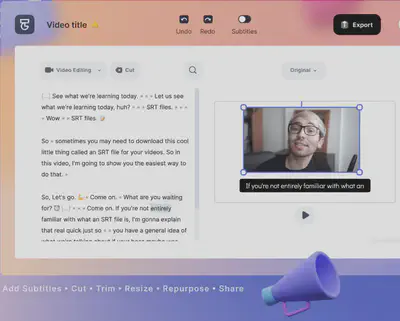 Video title
Undo
Redo
Subtitles
Export
Video Editing
Cut
Original
[...] See what we're learning today. Let us see
what we're learning today, huh? SRT files.
Wow SRT files.
So sometimes you may need to download this cool
little thing called an SRT file for your videos. So in
this video, I'm going to show you the easiest way to
do that.
So, Let's go. Come on. What are you waiting
for? Come on. If you're not entirely
familiar with what an SRT file is, I'm gonna explain
that real quick just so you have a general idea of
what we're talking about
If you're not entirely familiar with what an
Add Subtitles • Cut • Trim • Resize • Repurpose • Share